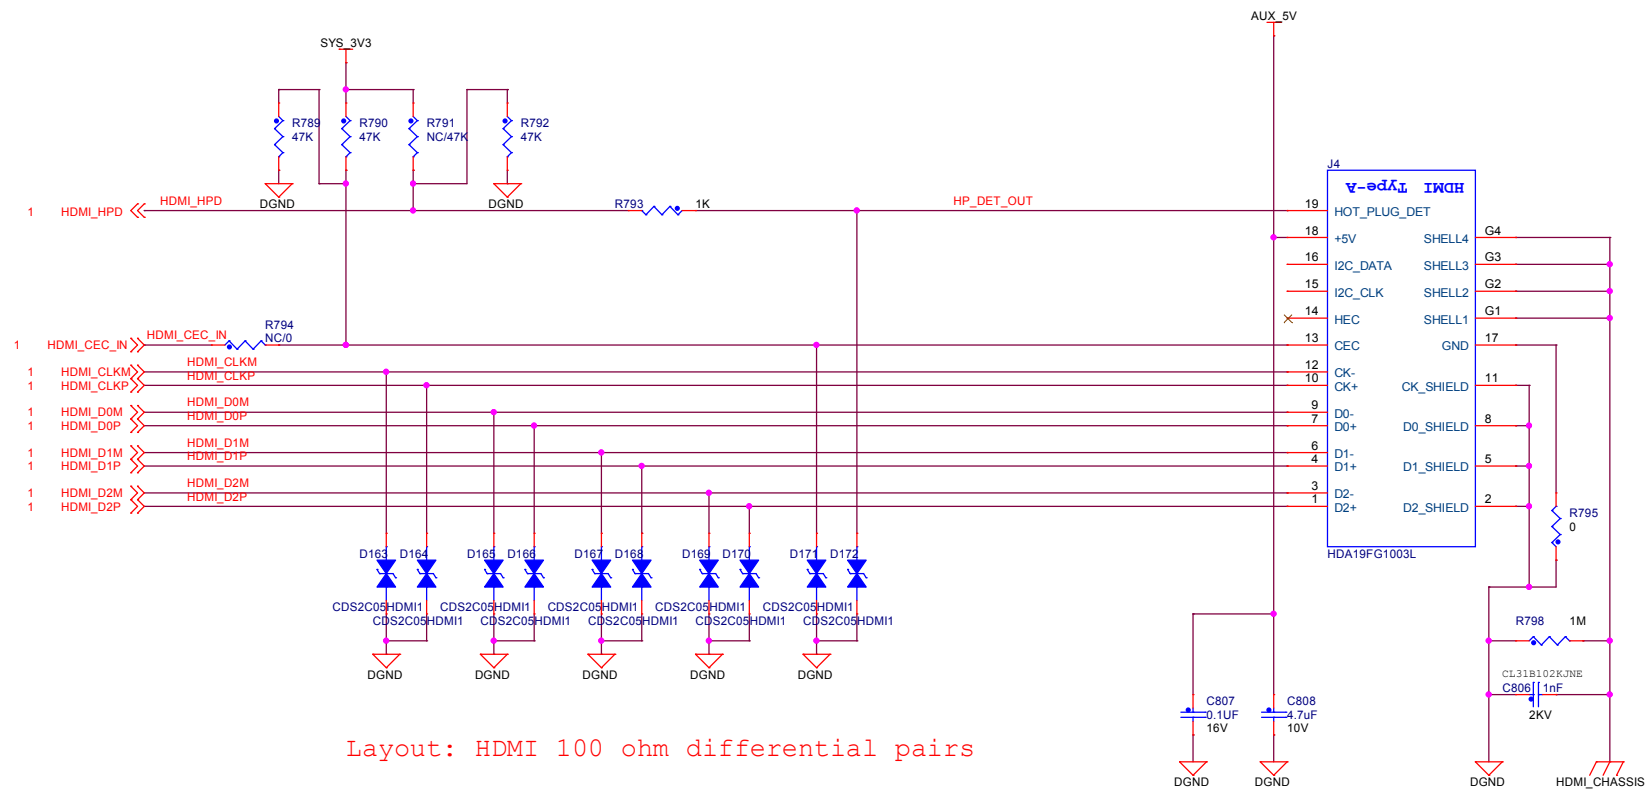 AUX_5V
SYS_3V3
R789
47K
R790
47K
R791
NC/47K
R792
47K
DGND
DGND
J4
HDMI Type-A
1 HDMI_HPD
HDMI_HPD
R793
1K
HP_DET_OUT
19 HOT_PLUG_DET
18 +5V
SHELL4 G4
16 I2C_DATA
SHELL3 G3
15 I2C_CLK
SHELL2 G2
14 HEC
SHELL1 G1
1 HDMI_CEC_IN
HDMI_CEC_IN
R794
NC/0
13 CEC
GND 17
1 HDMI_CLKM
HDMI_CLKM
12 CK-
1 HDMI_CLKP
HDMI_CLKP
10 CK+
CK_SHIELD 11
1 HDMI_D0M
HDMI_D0M
9 D0-
1 HDMI_D0P
HDMI_D0P
7 D0+
D0_SHIELD 8
1 HDMI_D1M
HDMI_D1M
6 D1-
1 HDMI_D1P
HDMI_D1P
4 D1+
D1_SHIELD 5
1 HDMI_D2M
HDMI_D2M
3 D2-
1 HDMI_D2P
HDMI_D2P
1 D2+
D2_SHIELD 2
R795
0
HDA19FG1003L
D163 D164 D165 D166 D167 D168 D169 D170 D171 D172
CDS2C05HDMI1 CDS2C05HDMI1 CDS2C05HDMI1 CDS2C05HDMI1 CDS2C05HDMI1
CDS2C05HDMI1 CDS2C05HDMI1 CDS2C05HDMI1 CDS2C05HDMI1 CDS2C05HDMI1
DGND DGND DGND DGND DGND
R798 1M
CL31B102KJNE
C806 1nF
2KV
C807
0.1UF
16V
C808
4.7uF
10V
Layout: HDMI 100 ohm differential pairs
DGND DGND DGND HDMI_CHASSIS